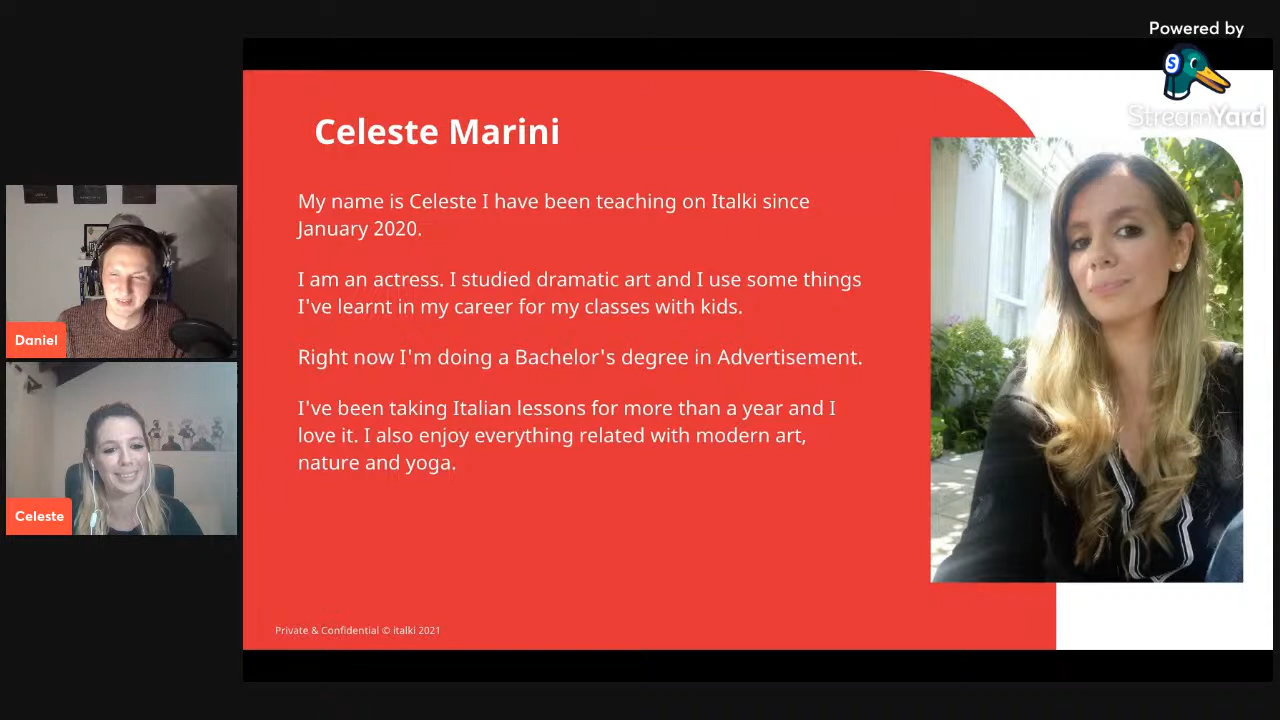 Powered by
S
StreamYard
Celeste Marini
My name is Celeste I have been teaching on Italki since
January 2020.
I am an actress. I studied dramatic art and I use some things
I've learnt in my career for my classes with kids.
Right now I'm doing a Bachelor's degree in Advertisement.
I've been taking Italian lessons for more than a year and I
love it. I also enjoy everything related with modern art,
nature and yoga.
Private & Confidential © italki 2021
Daniel
Celeste